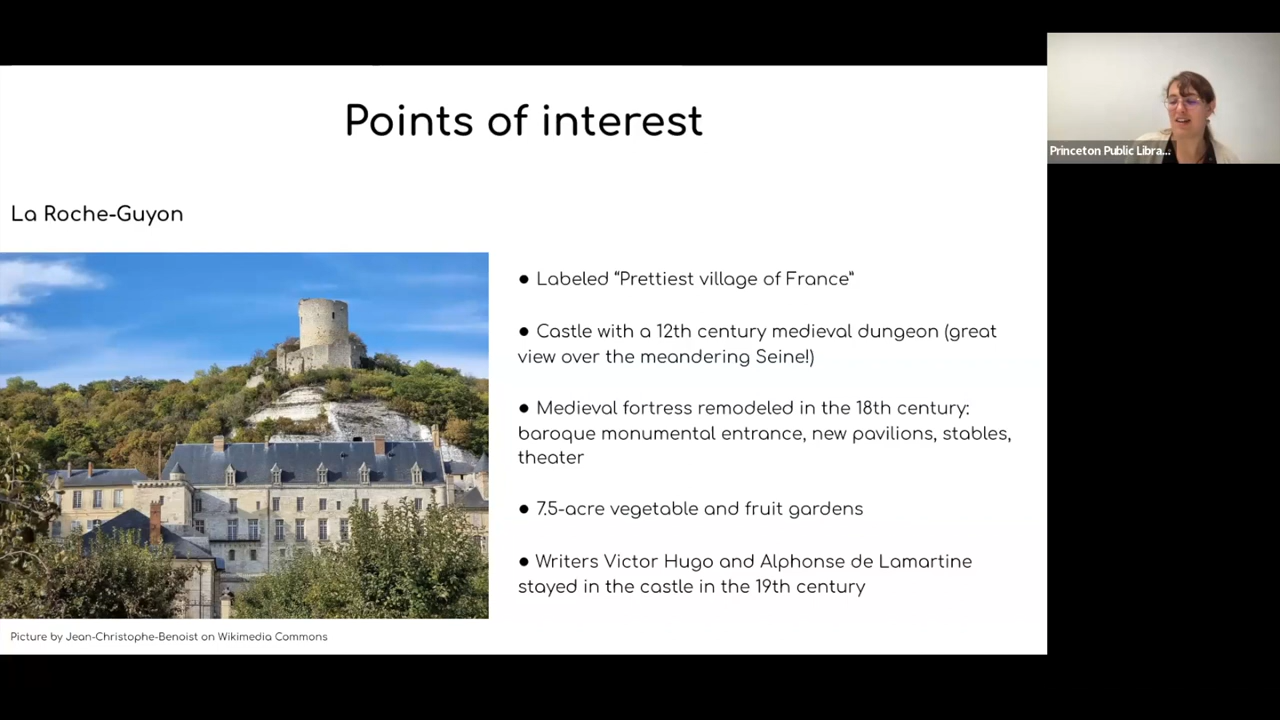 Points of interest
La Roche-Guyon
● Labeled “Prettiest village of France”
● Castle with a 12th century medieval dungeon (great
view over the meandering Seine!)
● Medieval fortress remodeled in the 18th century:
baroque monumental entrance, new pavilions, stables,
theater
● 7.5-acre vegetable and fruit gardens
● Writers Victor Hugo and Alphonse de Lamartine
stayed in the castle in the 19th century
Picture by Jean-Christophe-Benoist on Wikimedia Commons
Princeton Public Libra...